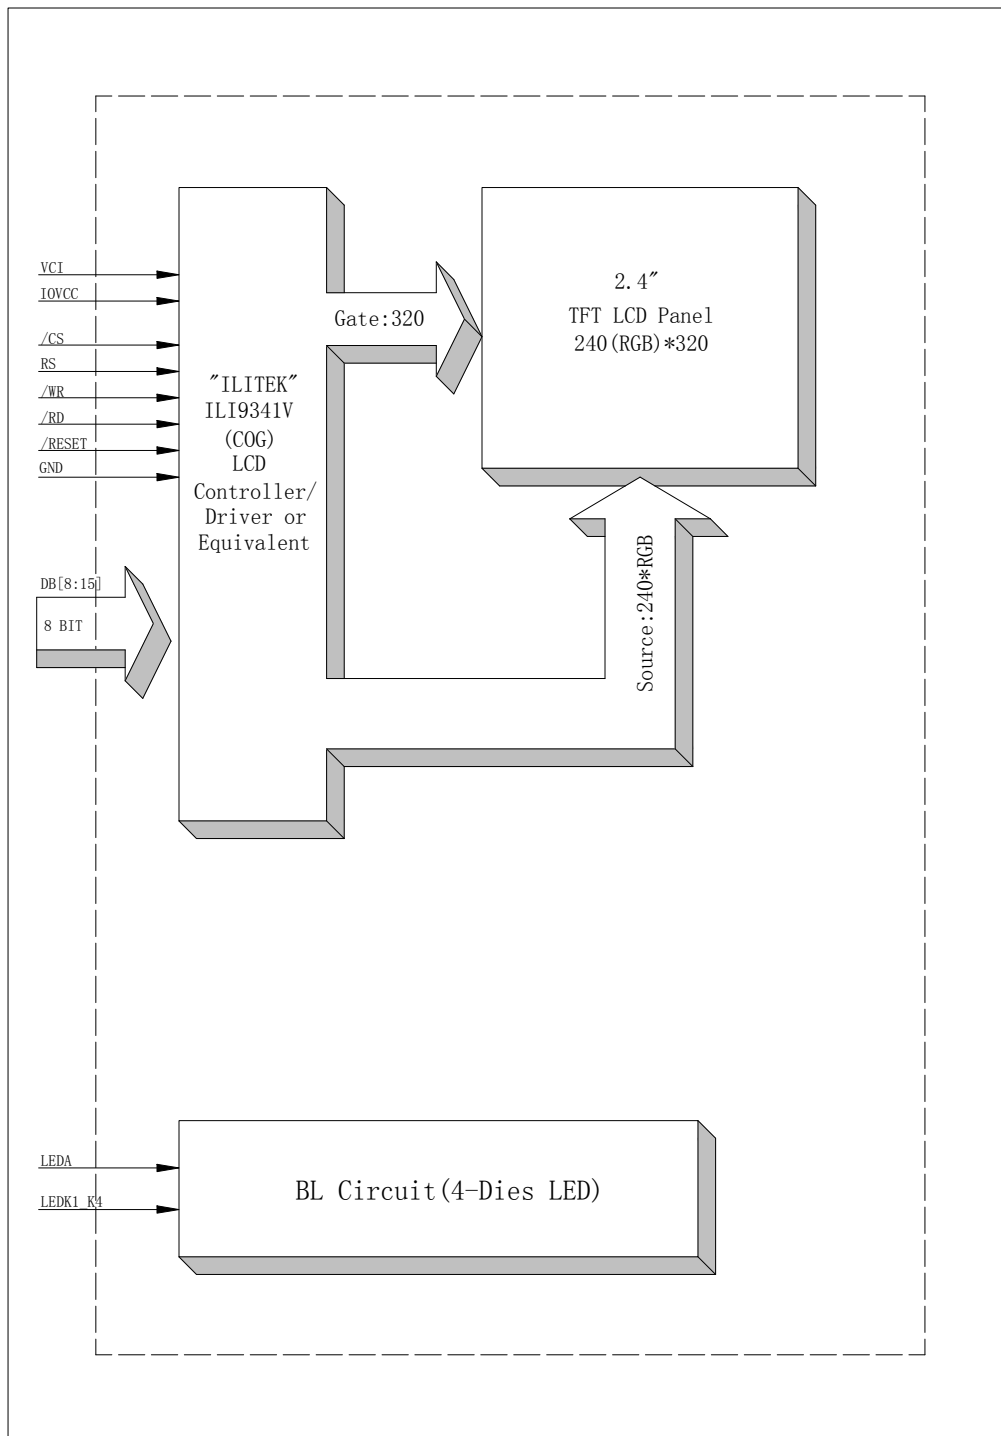 VCI
IOVCC
/CS
RS
/WR
/RD
/RESET
GND
DB[8:15]
8 BIT
"ILITEK"
ILI9341V
(COG)
LCD
Controller/
Driver or
Equivalent
Gate:320
2.4"
TFT LCD Panel
240(RGB)*320
Source:240*RGB
LEDA
LEDK1_K4
BL Circuit(4-Dies LED)